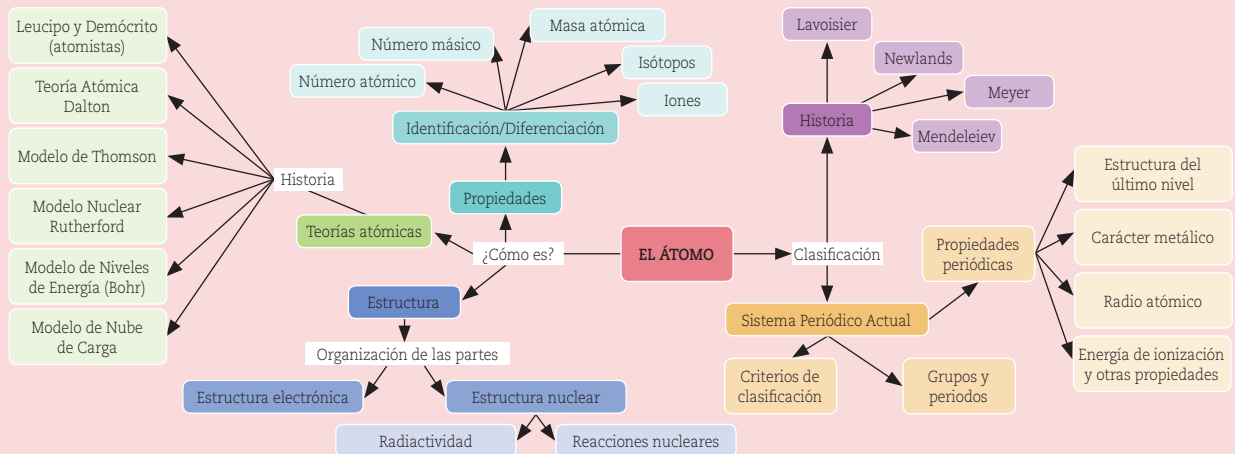 Leucipo y Demócrito
(atomistas)
Teoría Atómica
Dalton
Modelo de Thomson
Modelo Nuclear
Rutherford
Modelo de Niveles
de Energía (Bohr)
Modelo de Nube
de Carga
Historia
Teorías atómicas
Número atómico
Número másico
Masa atómica
Isótopos
Iones
Identificación/Diferenciación
Propiedades
¿Cómo es?
EL ÁTOMO
Estructura
Organización de las partes
Estructura electrónica
Estructura nuclear
Radiactividad
Reacciones nucleares
Lavoisier
Newlands
Meyer
Mendeleiev
Historia
Clasificación
Sistema Periódico Actual
Criterios de
clasificación
Grupos y
periodos
Propiedades
periódicas
Estructura del
último nivel
Carácter metálico
Radio atómico
Energía de ionización
y otras propiedades